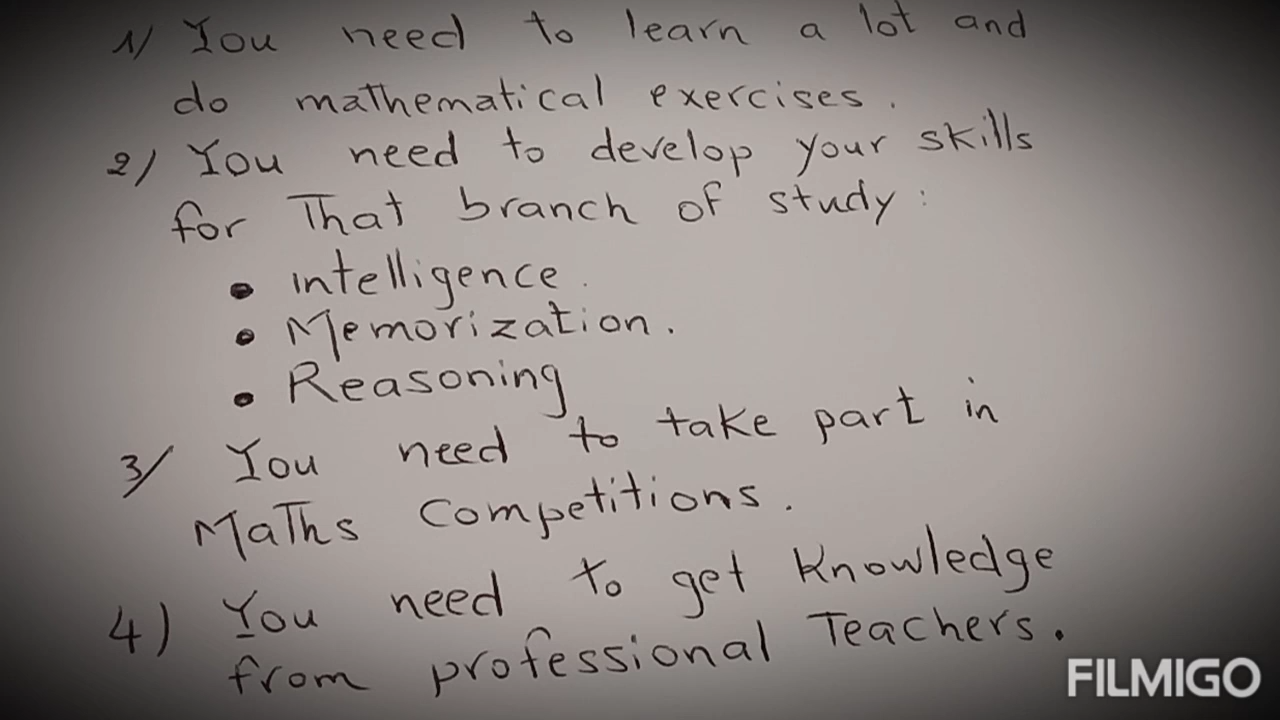 1/ You need to learn a lot and
do mathematical exercises.
2/ You need to develop your skills
for That branch of study:
• intelligence.
• Memorization.
• Reasoning
3/ You need to take part in
Maths Competitions.
4) You need to get Knowledge
from professional Teachers.
FILMIGO